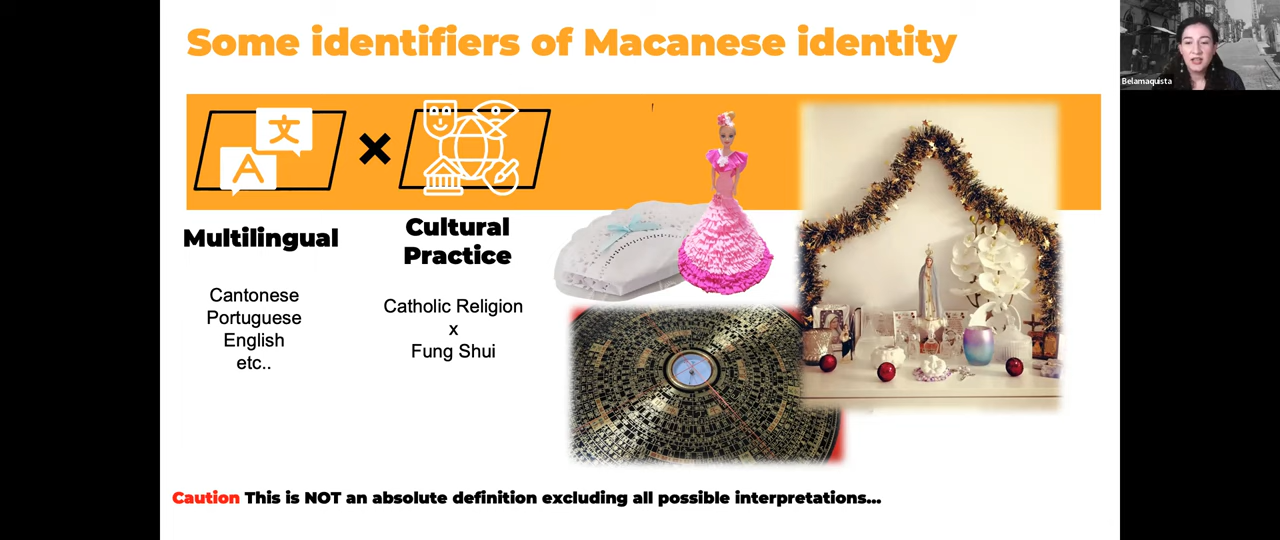 Some identifiers of Macanese identity
Belamaquista
文
A
Multilingual
Cultural
Practice
Cantonese
Portuguese
English
etc..
Catholic Religion
x
Fung Shui
Caution This is NOT an absolute definition excluding all possible interpretations...